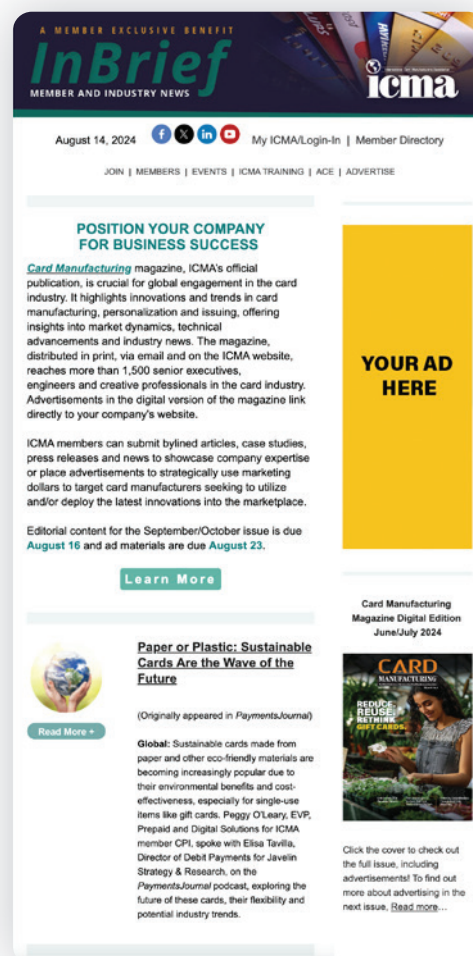 A MEMBER EXCLUSIVE BENEFIT
InBrief
MEMBER AND INDUSTRY NEWS
icma
August 14, 2024
My ICMA/Login-In | Member Directory
JOIN | MEMBERS | EVENTS | ICMA TRAINING | ACE | ADVERTISE
POSITION YOUR COMPANY
FOR BUSINESS SUCCESS
Card Manufacturing magazine, ICMA's official
publication, is crucial for global engagement in the card
industry. It highlights innovations and trends in card
manufacturing, personalization and issuing, offering
insights into market dynamics, technical
advancements and industry news. The magazine,
distributed in print, via email and on the ICMA website,
reaches more than 1,500 senior executives,
engineers and creative professionals in the card industry.
Advertisements in the digital version of the magazine link
directly to your company's website.
ICMA members can submit bylined articles, case studies,
press releases and news to showcase company expertise
or place advertisements to strategically use marketing
dollars to target card manufacturers seeking to utilize
and/or deploy the latest innovations into the marketplace.
Editorial content for the September/October issue is due
August 16 and ad materials are due August 23.
Learn More
Paper or Plastic: Sustainable
Cards Are the Wave of the
Future
Read More +
(Originally appeared in PaymentsJournal)
Global: Sustainable cards made from
paper and other eco-friendly materials are
becoming increasingly popular due to
their environmental benefits and cost-
effectiveness, especially for single-use
items like gift cards. Peggy O'Leary, EVP,
Prepaid and Digital Solutions for ICMA
member CPI, spoke with Elisa Tavilla,
Director of Debit Payments for Javelin
Strategy & Research, on the
PaymentsJournal podcast, exploring the
future of these cards, their flexibility and
potential industry trends.
YOUR AD
HERE
Card Manufacturing
Magazine Digital Edition
June/July 2024
CARD
MANUFACTURING
REDUCE.
REUSE.
RETHINK
GIFT CARDS.
Click the cover to check out
the full issue, including
advertisements! To find out
more about advertising in the
next issue, Read more...